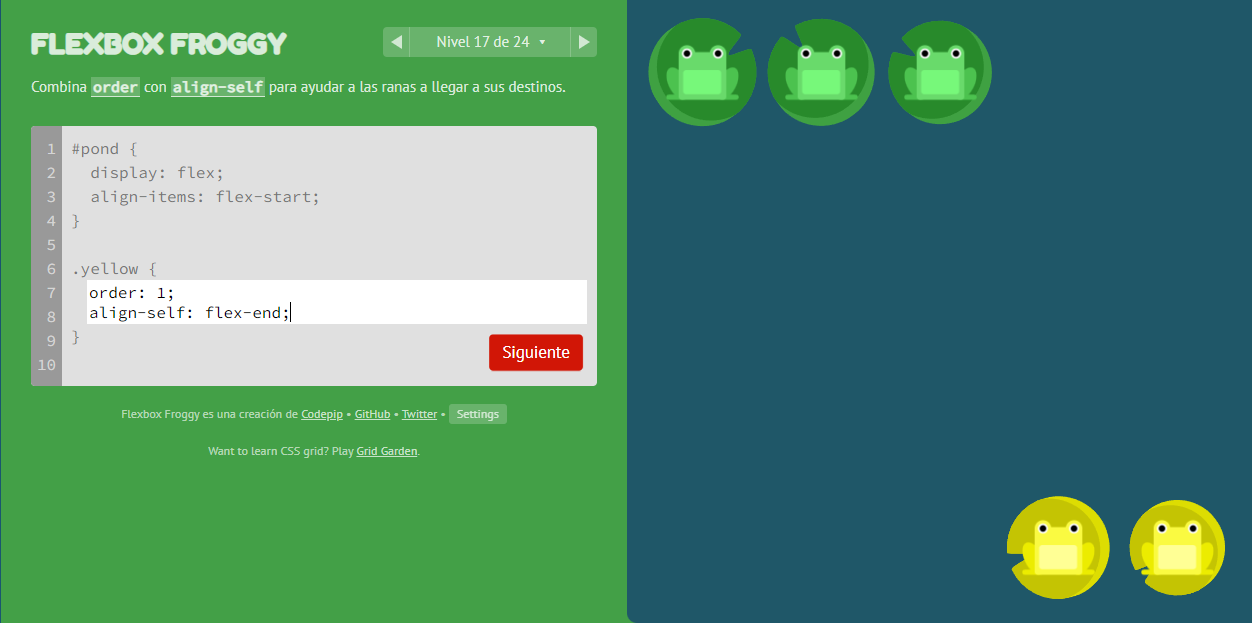 FLEXBOX FROGGY
Nivel 17 de 24
Combina order con align-self para ayudar a las ranas a llegar a sus destinos.
1 #pond {
2 display: flex;
3 align-items: flex-start;
4 }
5
6 .yellow {
7 order: 1;
8 align-self: flex-end;
9 }
10
Siguiente
Flexbox Froggy es una creación de Codepip • GitHub • Twitter • Settings
Want to learn CSS grid? Play Grid Garden.